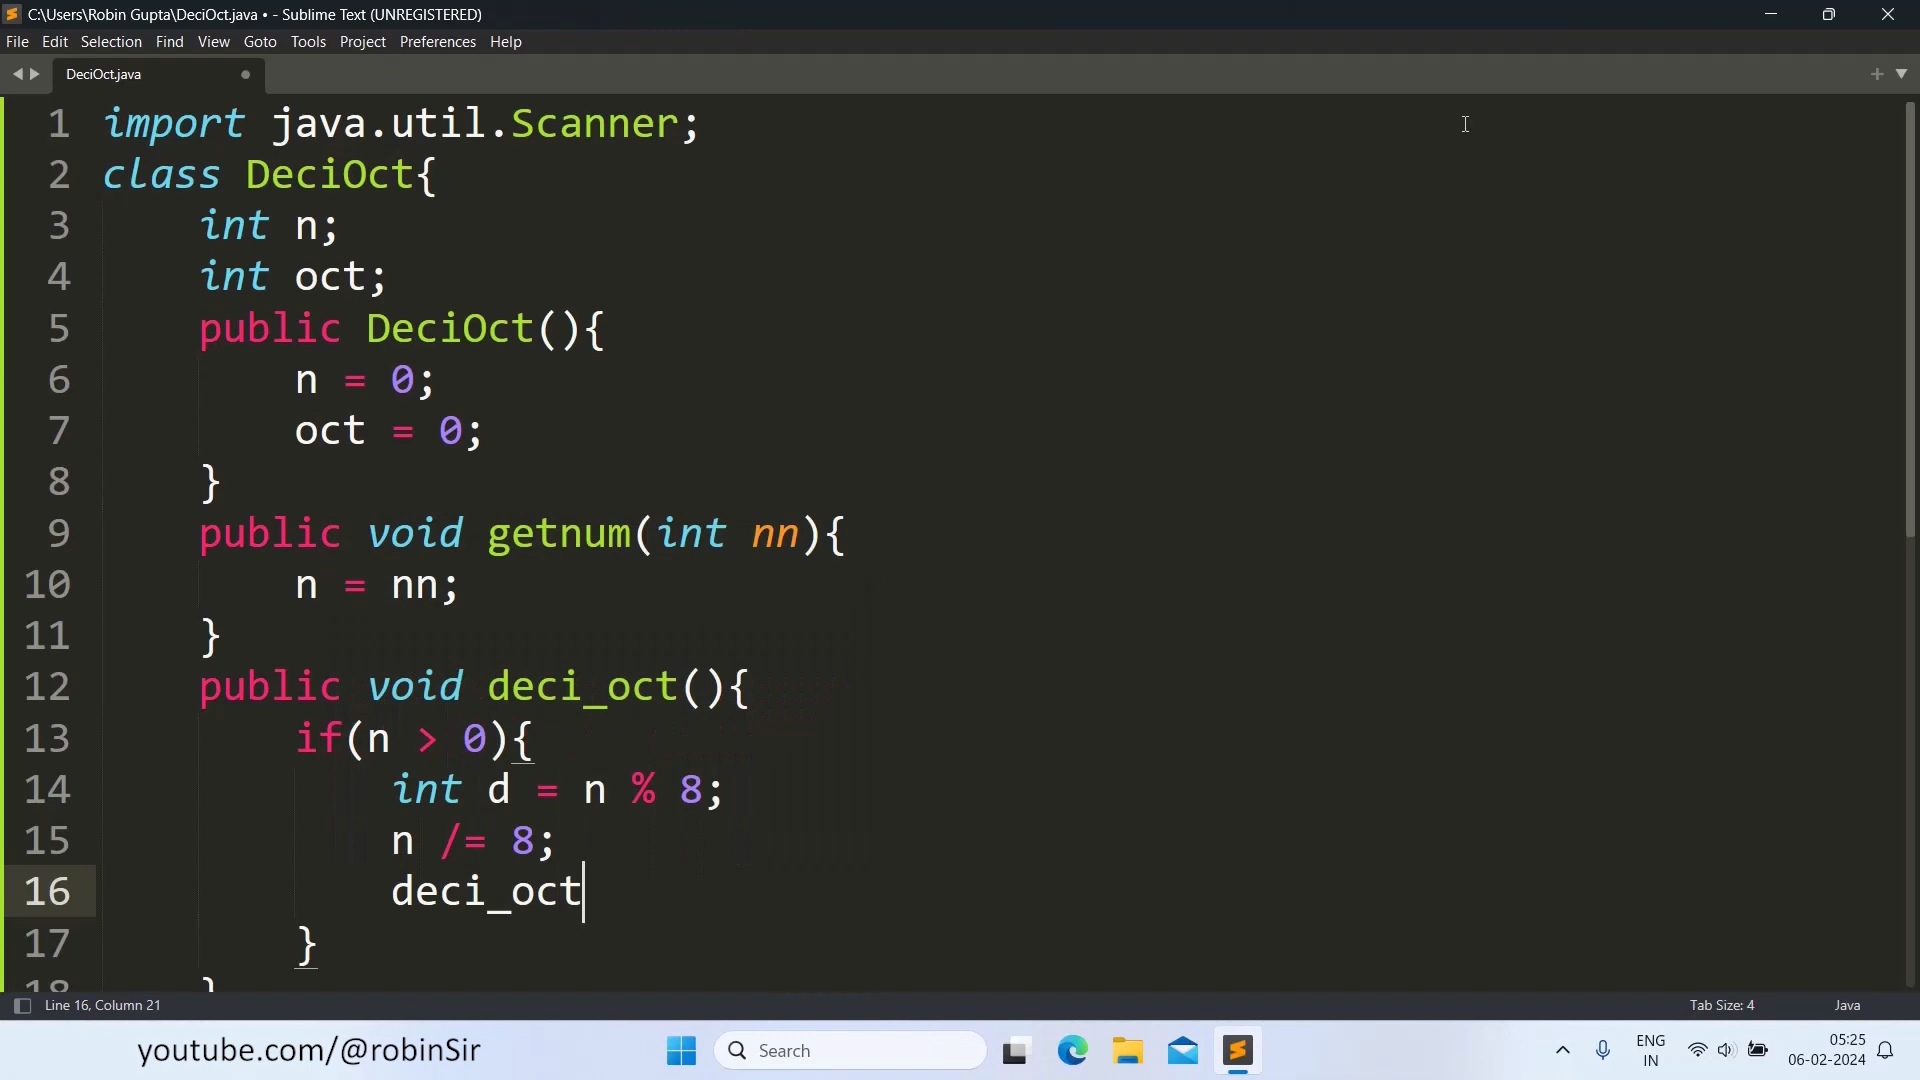 C:\Users\Robin Gupta\DeciOct.java • - Sublime Text (UNREGISTERED)
File Edit Selection Find View Goto Tools Project Preferences Help
DeciOct.java
1 import java.util.Scanner;
2 class DeciOct{
3 int n;
4 int oct;
5 public DeciOct(){
6 n = 0;
7 oct = 0;
8 }
9 public void getnum(int nn){
10 n = nn;
11 }
12 public void deci_oct(){
13 if(n > 0){
14 int d = n % 8;
15 n /= 8;
16 deci_oct
17 }
18 }
Line 16, Column 21 Tab Size: 4 Java
youtube.com/@robinSir Search ENG IN 05:25 06-02-2024